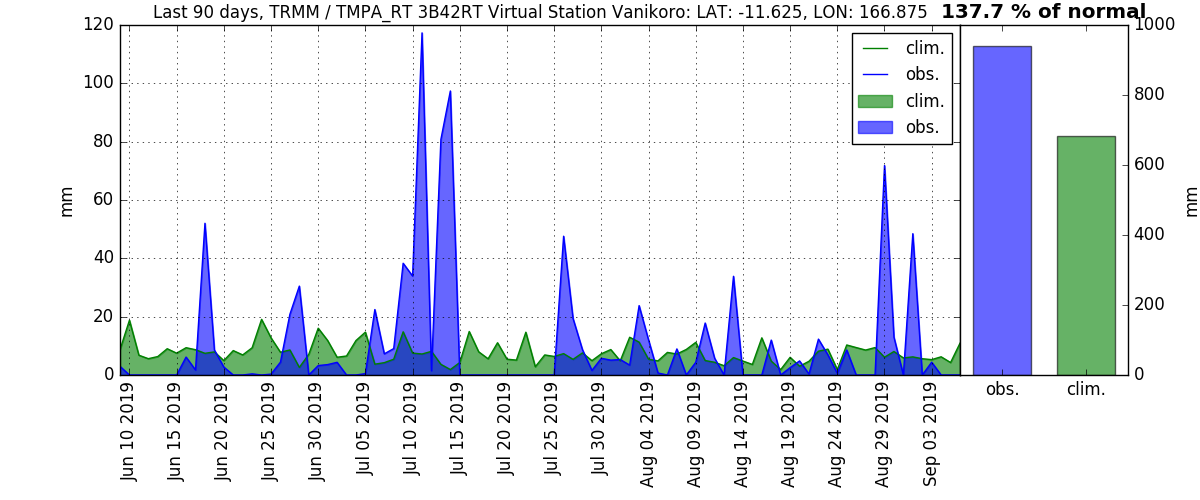 Last 90 days, TRMM / TMPA_RT 3B42RT Virtual Station Vanikoro: LAT: -11.625, LON: 166.875 137.7 % of normal
120
100
80
60
40
20
0
mm
clim.
obs.
clim.
obs.
1000
800
600
400
200
0
mm
Jun 10 2019
Jun 15 2019
Jun 20 2019
Jun 25 2019
Jun 30 2019
Jul 05 2019
Jul 10 2019
Jul 15 2019
Jul 20 2019
Jul 25 2019
Jul 30 2019
Aug 04 2019
Aug 09 2019
Aug 14 2019
Aug 19 2019
Aug 24 2019
Aug 29 2019
Sep 03 2019
obs.
clim.